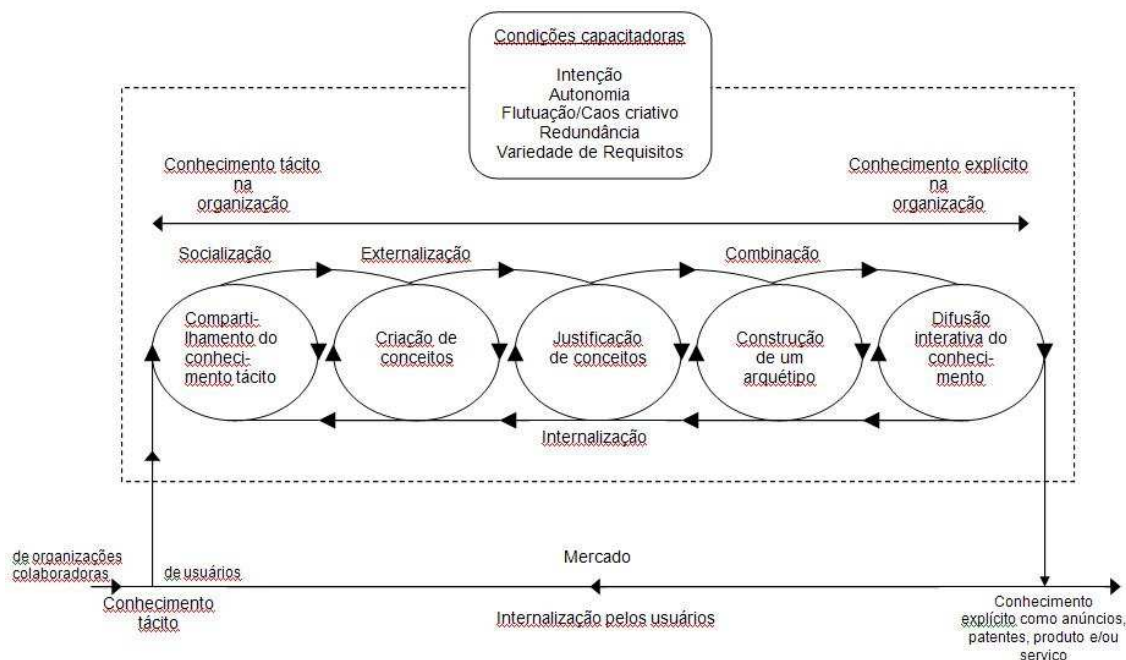 Condições capacitadoras
Intenção
Autonomia
Flutuação/Caos criativo
Redundância
Variedade de Requisitos
Conhecimento tácito
na
organização
Conhecimento explícito
na
organização
Socialização
Externalização
Combinação
Comparti-
lhamento do
conheci-
mento tácito
Criação de
conceitos
Justificação
de conceitos
Construção
de um
arquétipo
Difusão
interativa do
conheci-
mento
Internalização
de organizações
colaboradoras
de usuários
Mercado
Conhecimento
tácito
Internalização pelos usuários
Conhecimento
explícito como anúncios,
patentes, produto e/ou
serviço